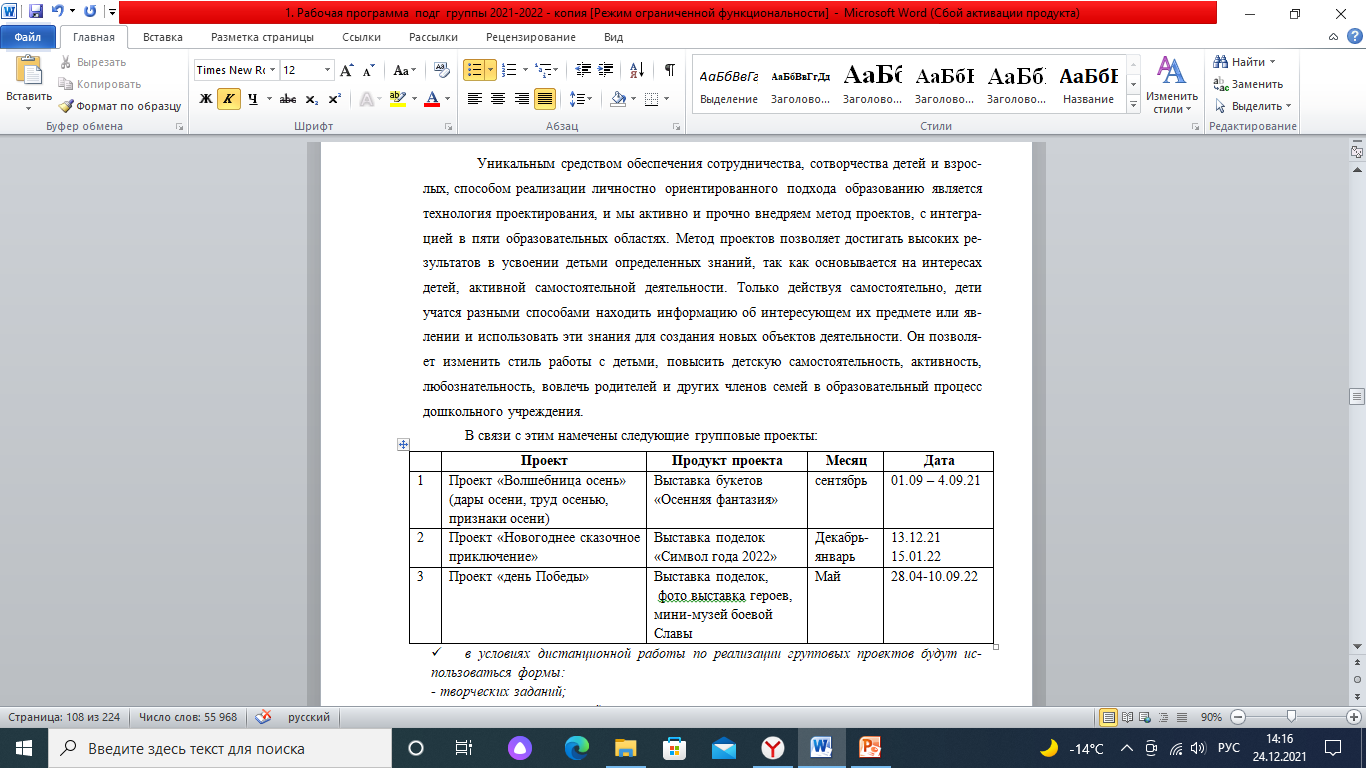 1. Рабочая программа подг группы 2021-2022 - копия [Режим ограниченной функциональности] - Microsoft Word (Сбой активации продукта)
Файл Главная Вставка Разметка страницы Ссылки Рассылки Рецензирование Вид
Вставить
Вырезать
Копировать
Формат по образцу
Буфер обмена
Times New Ro 12
Ж К Ч abc x₂ x²
Шрифт
Абзац
АаБбВвГг АаБбВвГгДд АаБб АаБбВ АаБб АаБбВ
Выделение Заголово... Заголово... Заголово... Заголово... Название
Стили
Изменить стили
Найти
Заменить
Выделить
Редактирование
Уникальным средством обеспечения сотрудничества, сотворчества детей и взрос-
лых, способом реализации личностно ориентированного подхода образованию является
технология проектирования, и мы активно и прочно внедряем метод проектов, с интегра-
цией в пяти образовательных областях. Метод проектов позволяет достигать высоких ре-
зультатов в усвоении детьми определенных знаний, так как основывается на интересах
детей, активной самостоятельной деятельности. Только действуя самостоятельно, дети
учатся разными способами находить информацию об интересующем их предмете или яв-
лении и использовать эти знания для создания новых объектов деятельности. Он позволя-
ет изменить стиль работы с детьми, повысить детскую самостоятельность, активность,
любознательность, вовлечь родителей и других членов семей в образовательный процесс
дошкольного учреждения.
В связи с этим намечены следующие групповые проекты:
Проект Продукт проекта Месяц Дата
1 Проект «Волшебница осень» Выставка букетов сентябрь 01.09 – 4.09.21
(дары осени, труд осенью, «Осенняя фантазия»
признаки осени)
2 Проект «Новогоднее сказочное Выставка поделок Декабрь- 13.12.21
приключение» «Символ года 2022» январь 15.01.22
3 Проект «день Победы» Выставка поделок, Май 28.04-10.09.22
фото выставка героев,
мини-музей боевой
Славы
✓ в условиях дистанционной работы по реализации групповых проектов будут ис-
пользоваться формы:
- творческих заданий;
Страница: 108 из 224 Число слов: 55 968 русский 90%
Введите здесь текст для поиска
-14°C РУС 14:16
24.12.2021